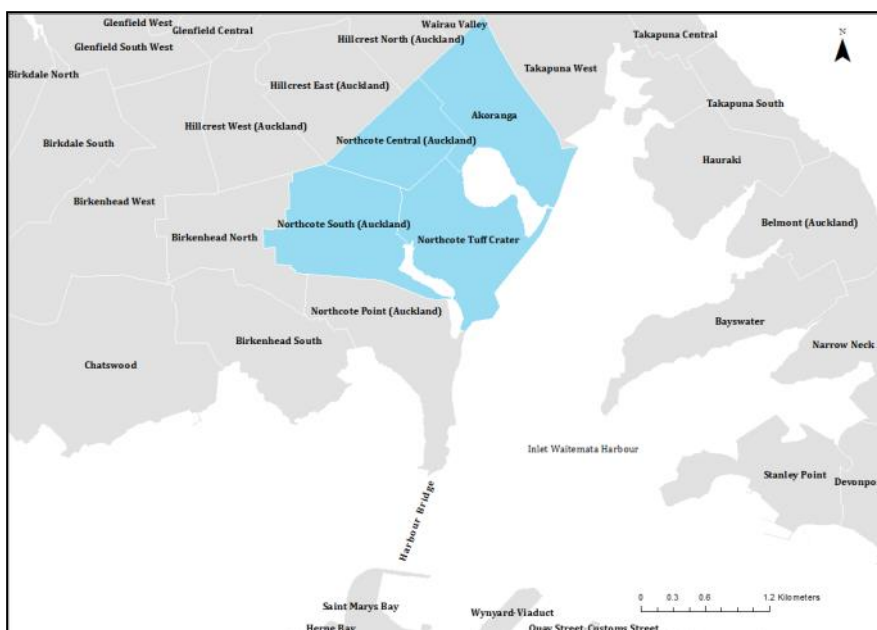 Glenfield West
Wairau Valley
Glenfield Central
Takapuna Central
N
Hillcrest North (Auckland)
Glenfield South West
Takapuna West
Birkdale North
Hillcrest East (Auckland)
Takapuna South
Akoranga
Hillcrest West (Auckland)
Northcote Central (Auckland)
Birkdale South
Hauraki
Birkenhead West
Northcote South (Auckland)
Belmont (Auckland)
Birkenhead North
Northcote Tuff Crater
Northcote Point (Auckland)
Bayswater
Birkenhead South
Narrow Neck
Chatswood
Inlet Waitemata Harbour
Stanley Point
Devonpo
Harbour Bridge
0 0.3 0.6 1.2 Kilometers
Saint Marys Bay
Wynyard-Viaduct
Herne Bay
Quay Street-Customs Street